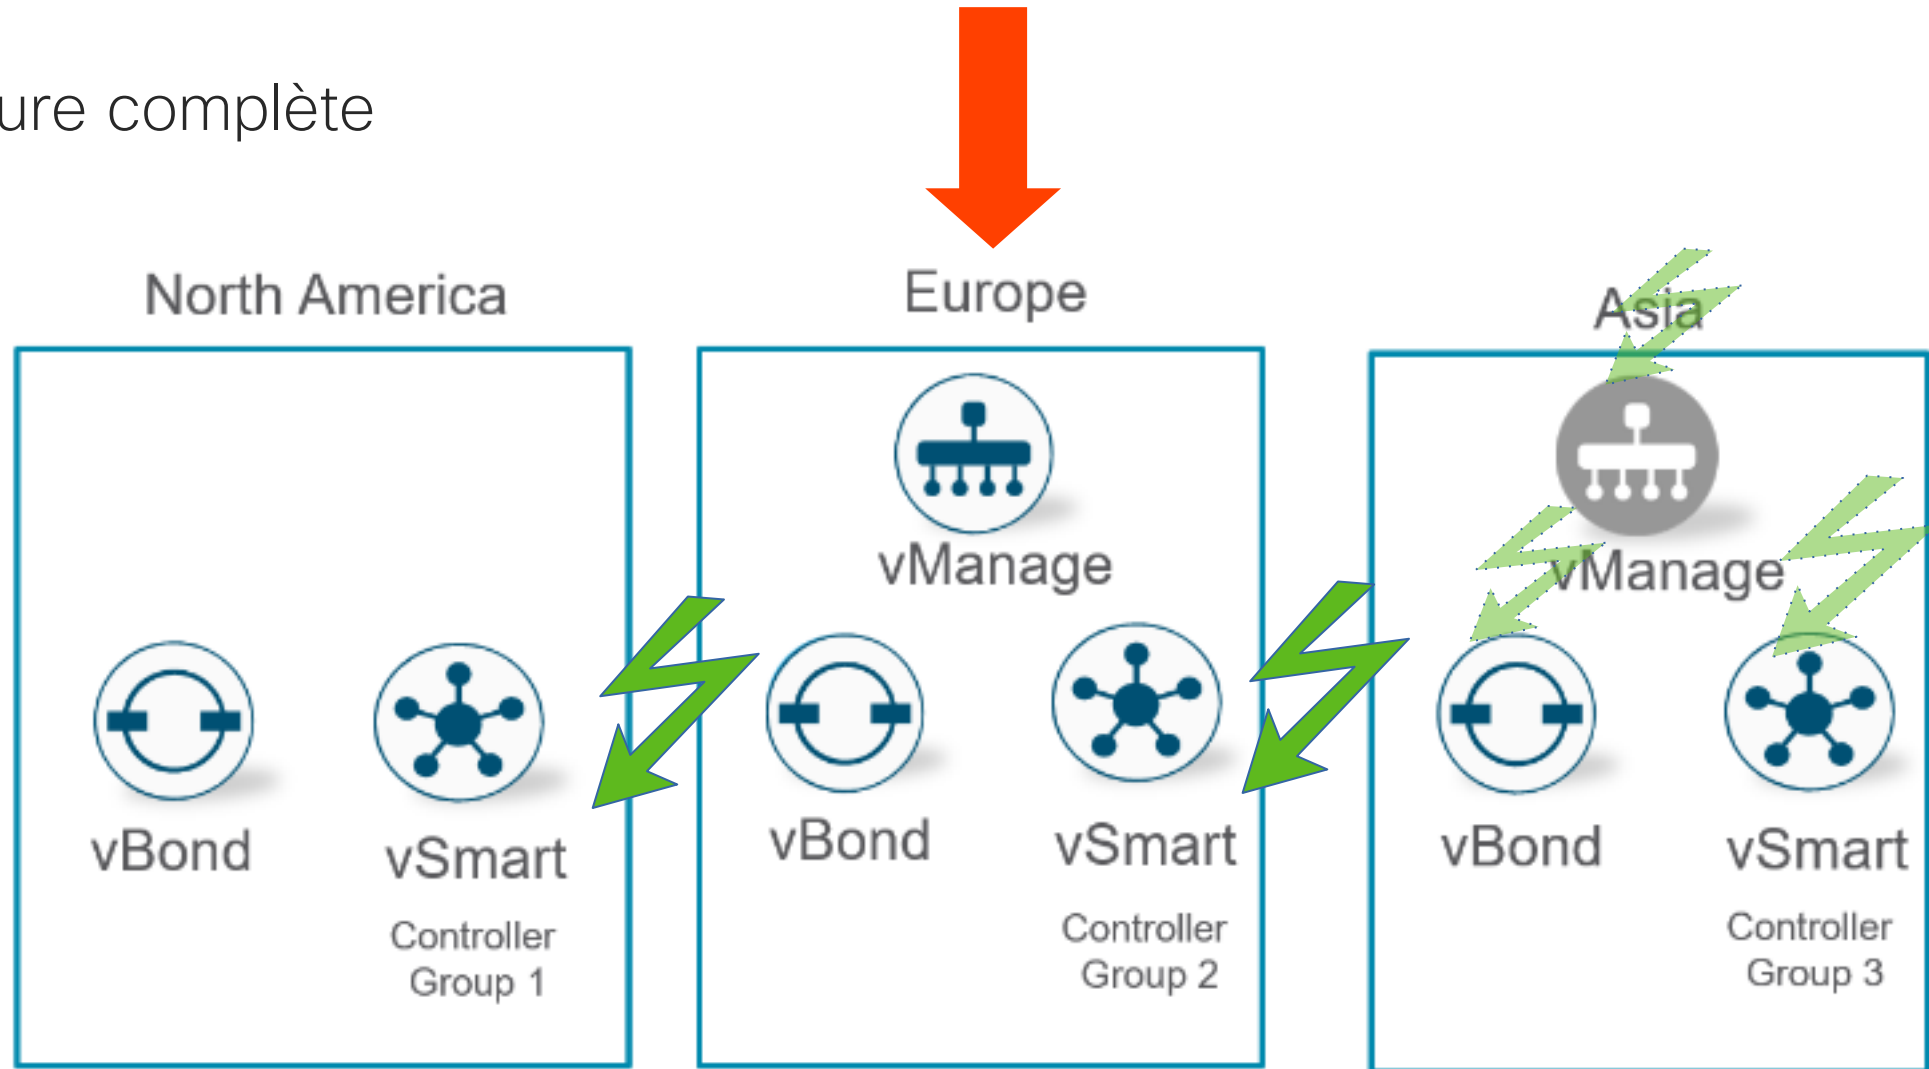 ure complète
North America
Europe
Asia
vManage
vManage
vBond
vSmart
vBond
vSmart
vBond
vSmart
Controller
Group 1
Controller
Group 2
Controller
Group 3